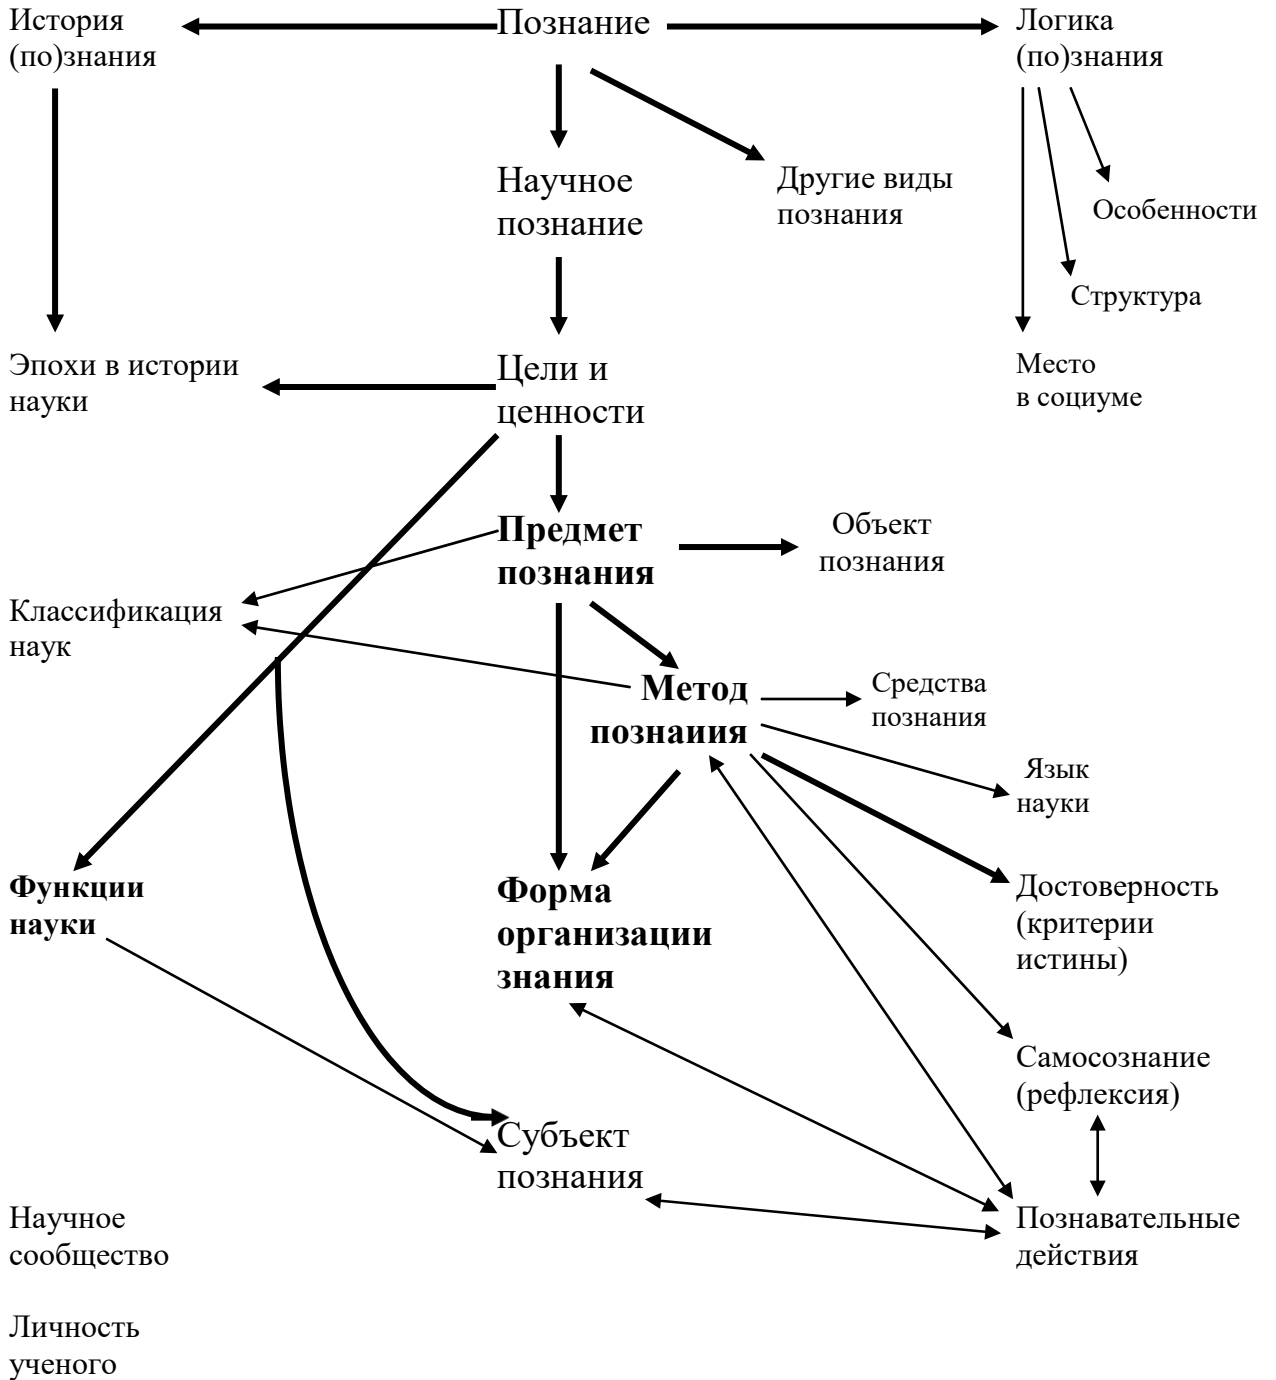 История
(по)знания
Познание
Логика
(по)знания
Научное
познание
Другие виды
познания
Особенности
Структура
Эпохи в истории
науки
Цели и
ценности
Место
в социуме
Предмет
познания
Объект
познания
Классификация
наук
Метод
познаиия
Средства
познания
Язык
науки
Функции
науки
Форма
организации
знания
Достоверность
(критерии
истины)
Самосознание
(рефлексия)
Субъект
познания
Научное
сообщество
Познавательные
действия
Личность
ученого